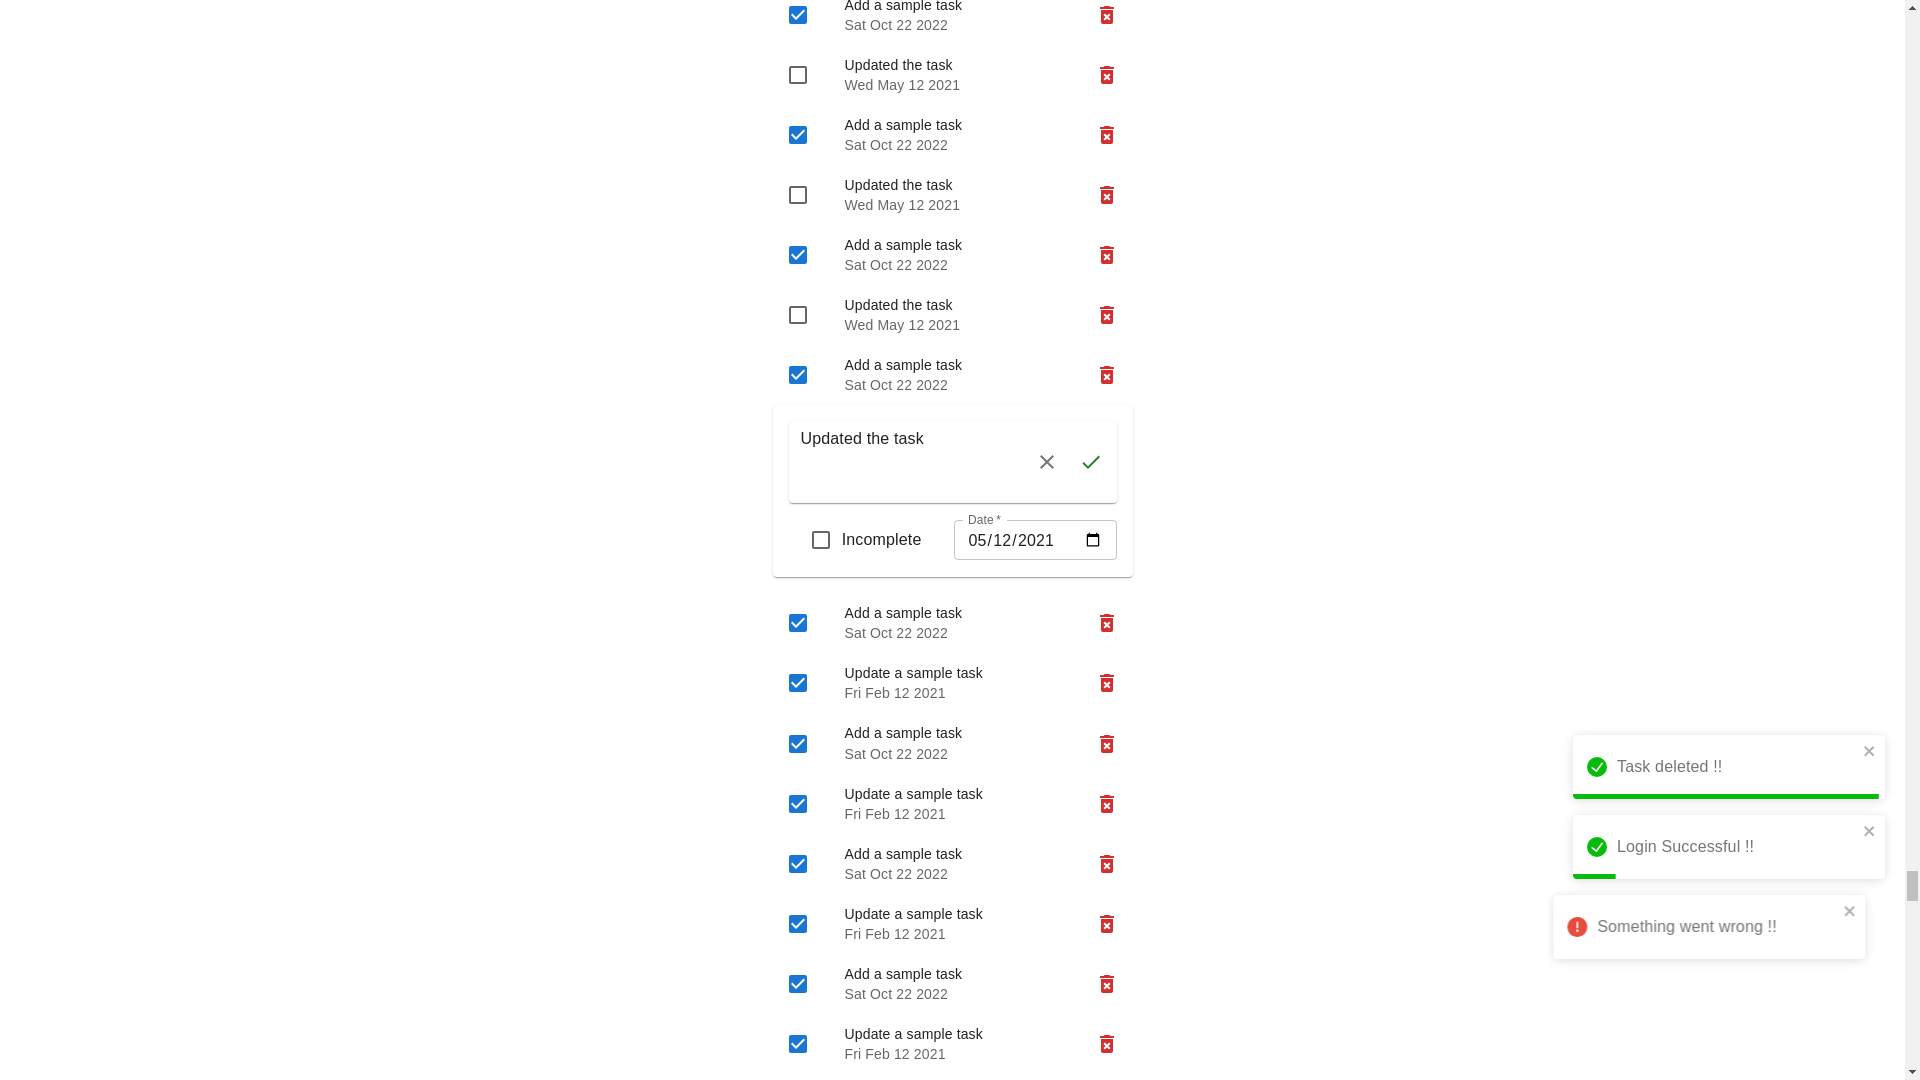 Add a sample task
Sat Oct 22 2022
Updated the task
Wed May 12 2021
Add a sample task
Sat Oct 22 2022
Updated the task
Wed May 12 2021
Add a sample task
Sat Oct 22 2022
Updated the task
Wed May 12 2021
Add a sample task
Sat Oct 22 2022
Updated the task
Incomplete
Date *
05/12/2021
Add a sample task
Sat Oct 22 2022
Update a sample task
Fri Feb 12 2021
Add a sample task
Sat Oct 22 2022
Update a sample task
Fri Feb 12 2021
Add a sample task
Sat Oct 22 2022
Update a sample task
Fri Feb 12 2021
Add a sample task
Sat Oct 22 2022
Update a sample task
Fri Feb 12 2021
Task deleted !!
Login Successful !!
Something went wrong !!